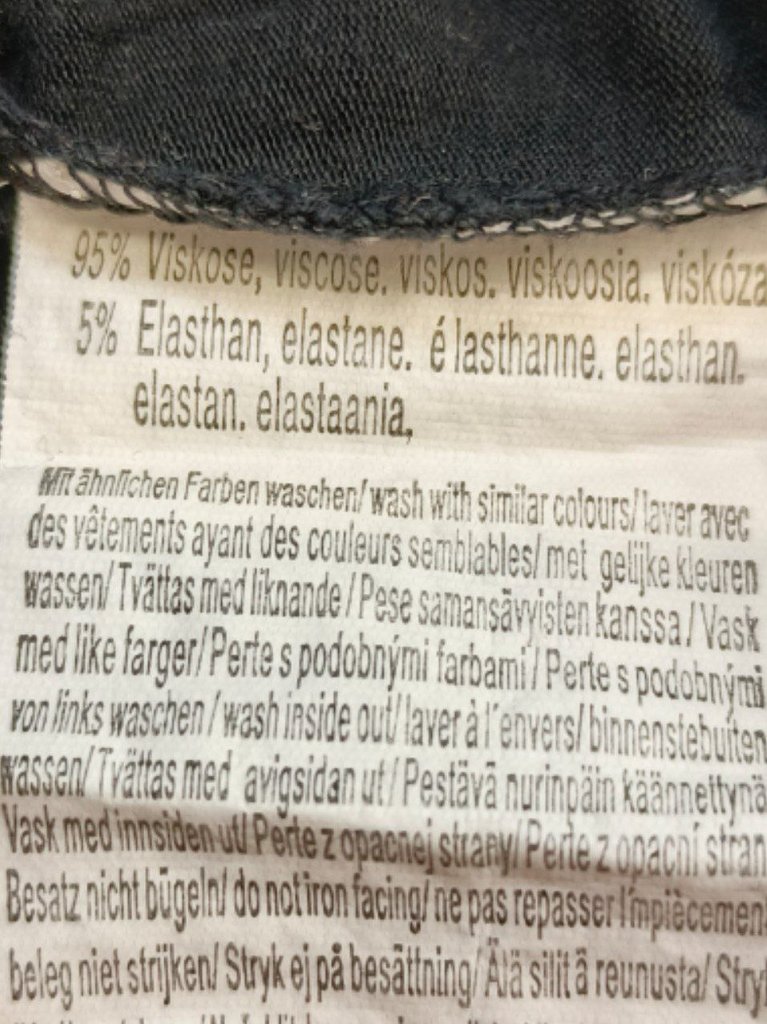 95% Viskose, viscose. viskos. viskoosia. viskóza
5% Elasthan, elastane. é lasthanne. elasthan.
elastan. elastaania,
Mit ähnlichen Farben waschen/ wash with similar colours/ laver avec
des vêtements ayant des couleurs semblables/ met gelijke kleuren
wassen/ Tvättas med liknande / Pese samansävyisten kanssa / Vask
med like farger/ Perte s podobnými farbami / Perte s podobnými
von links waschen / wash inside out/ laver à l'envers/ binnenstebuiten
wassen/ Tvättas med avigsidan ut / Pestävä nurinpäin käännettynä
Vask med innsiden ut/ Perte z opacnej strany/ Perte z opacní stran
Besatz nicht bügeln/ do not iron facing/ ne pas repasser l'mpiècemen
beleg niet strijken/ Stryk ej på besättning/ Älä silit ä reunusta/ Stry